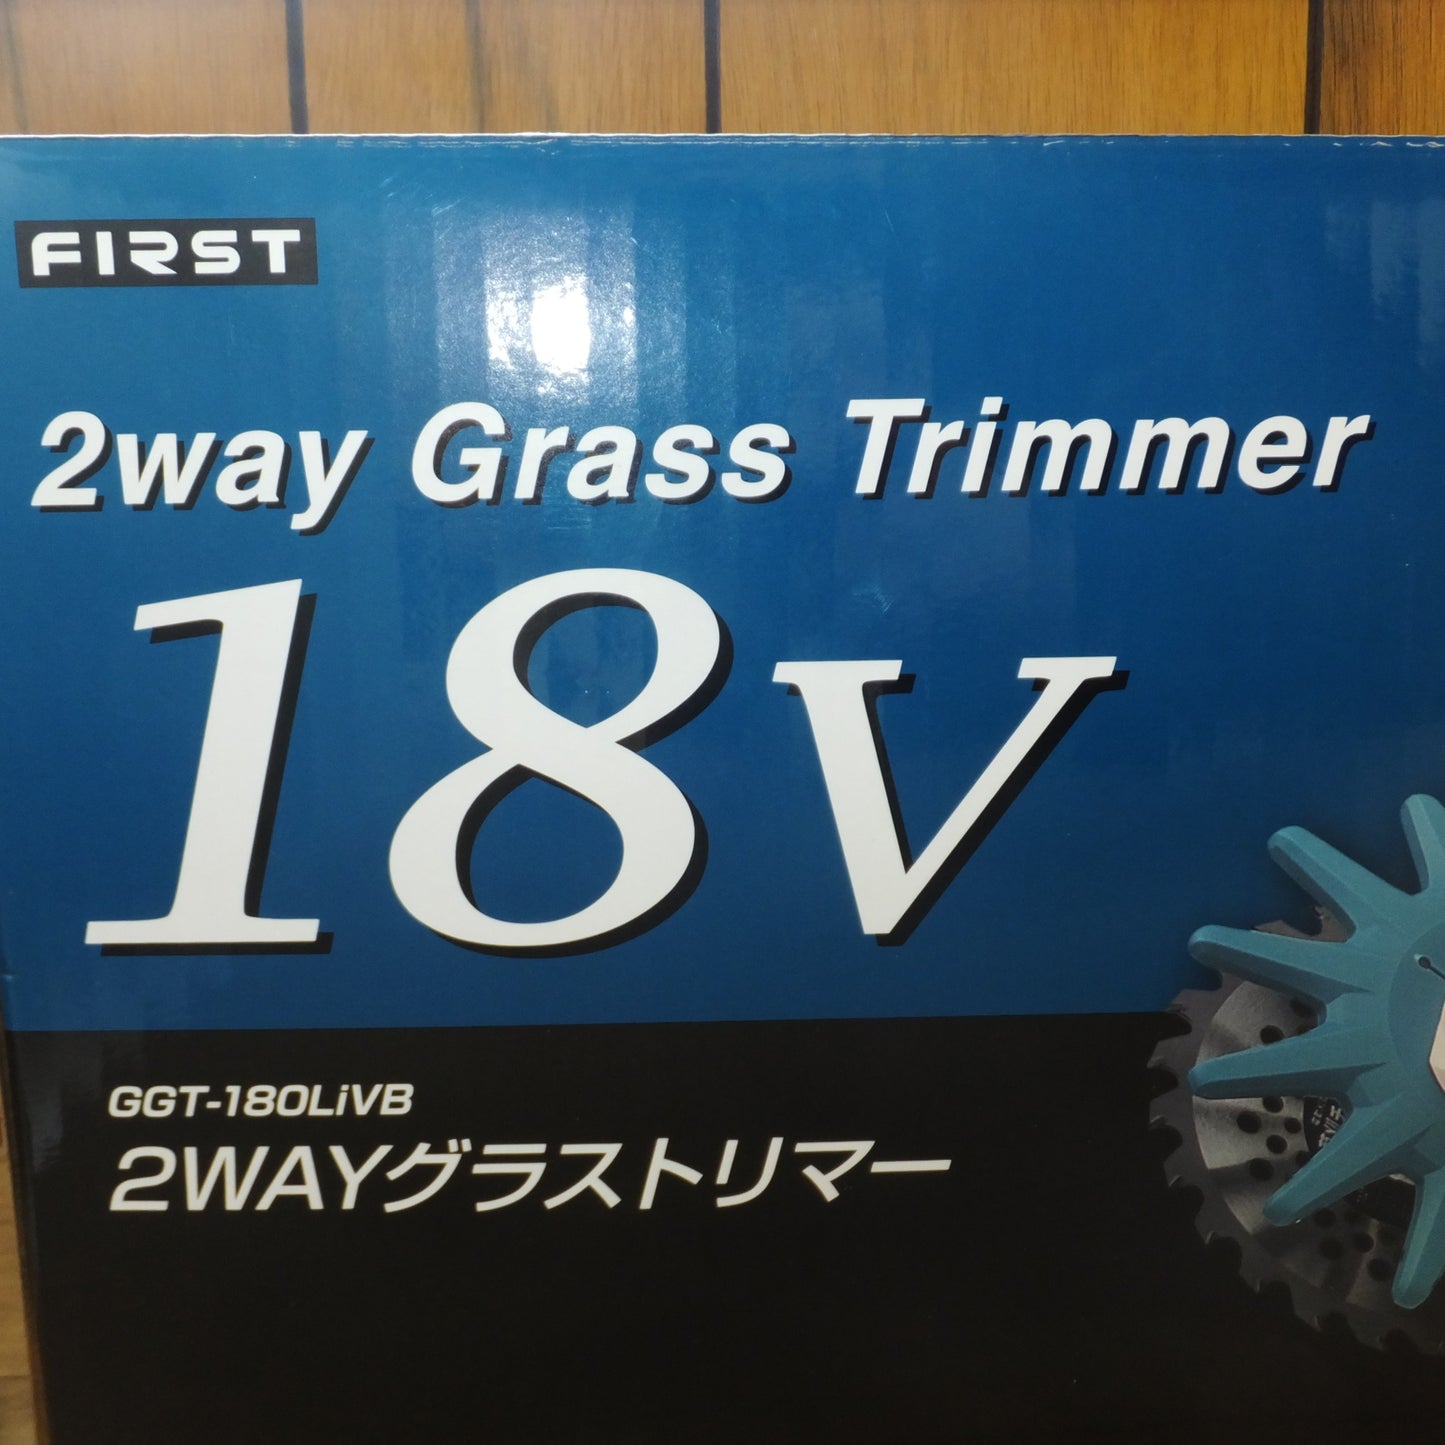 FIRST
2way Grass Trimmer
18V
GGT-180LiVB
2WAYグラストリマー